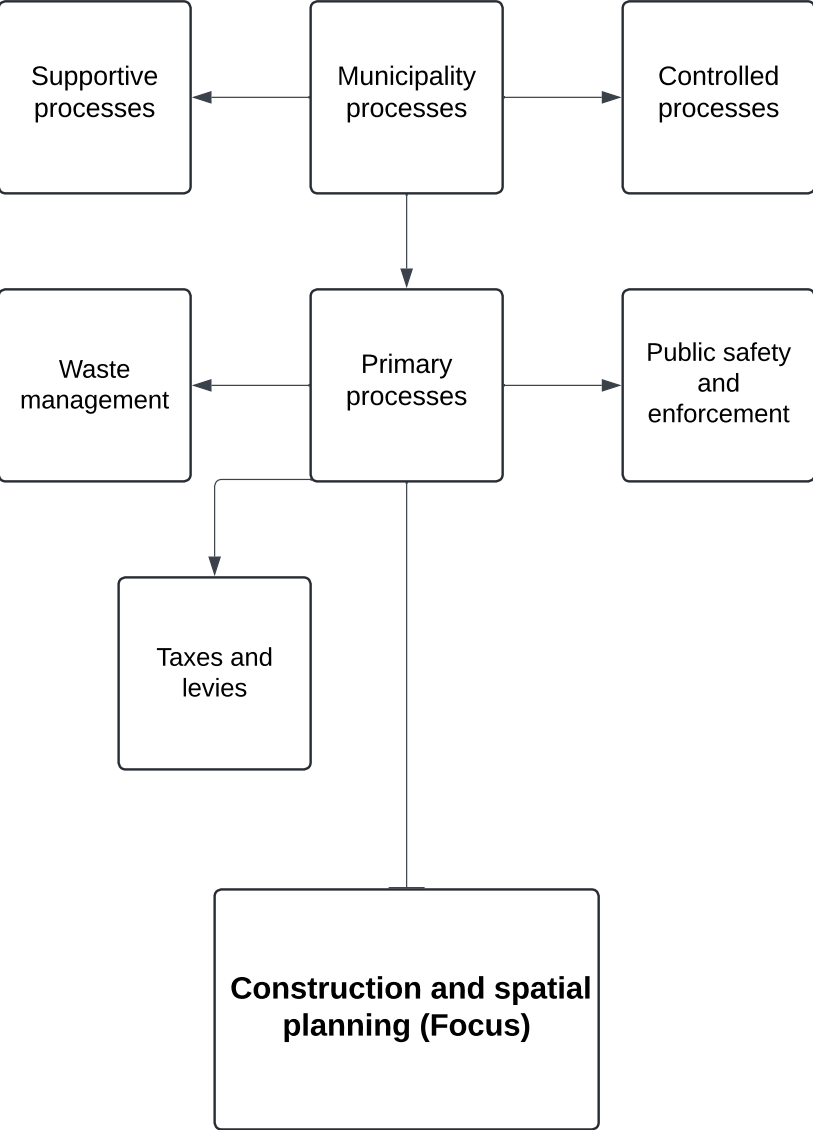 Supportive
processes
Municipality
processes
Controlled
processes
Waste
management
Primary
processes
Public safety
and
enforcement
Taxes and
levies
Construction and spatial
planning (Focus)